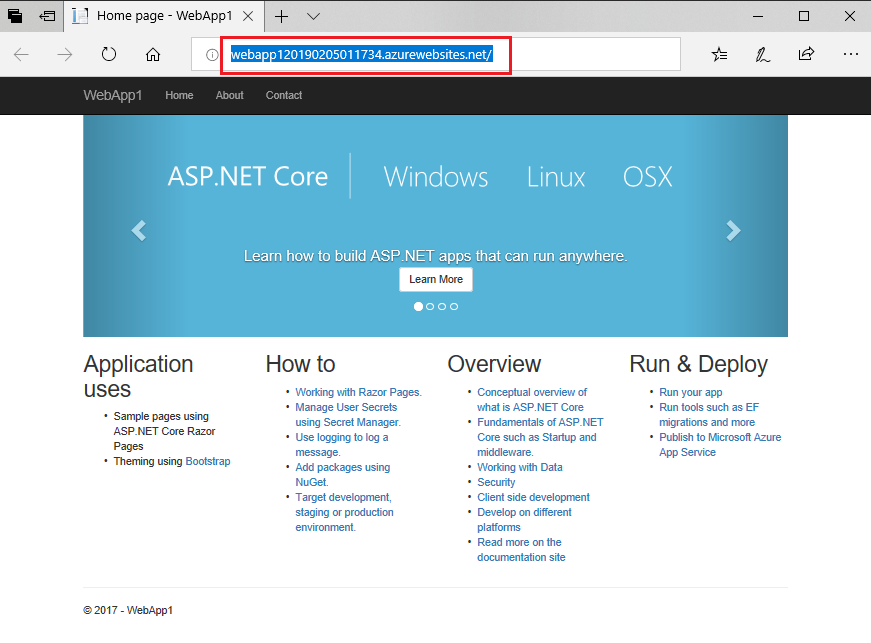 Home page - WebApp1
webapp120190205011734.azurewebsites.net/
WebApp1 Home About Contact
ASP.NET Core Windows Linux OSX
Learn how to build ASP.NET apps that can run anywhere.
Learn More
Application
uses
• Sample pages using
ASP.NET Core Razor
Pages
• Theming using Bootstrap
How to
• Working with Razor Pages.
• Manage User Secrets
using Secret Manager.
• Use logging to log a
message.
• Add packages using
NuGet.
• Target development,
staging or production
environment.
Overview
• Conceptual overview of
what is ASP.NET Core
• Fundamentals of ASP.NET
Core such as Startup and
middleware.
• Working with Data
• Security
• Client side development
• Develop on different
platforms
• Read more on the
documentation site
Run & Deploy
• Run your app
• Run tools such as EF
migrations and more
• Publish to Microsoft Azure
App Service
© 2017 - WebApp1